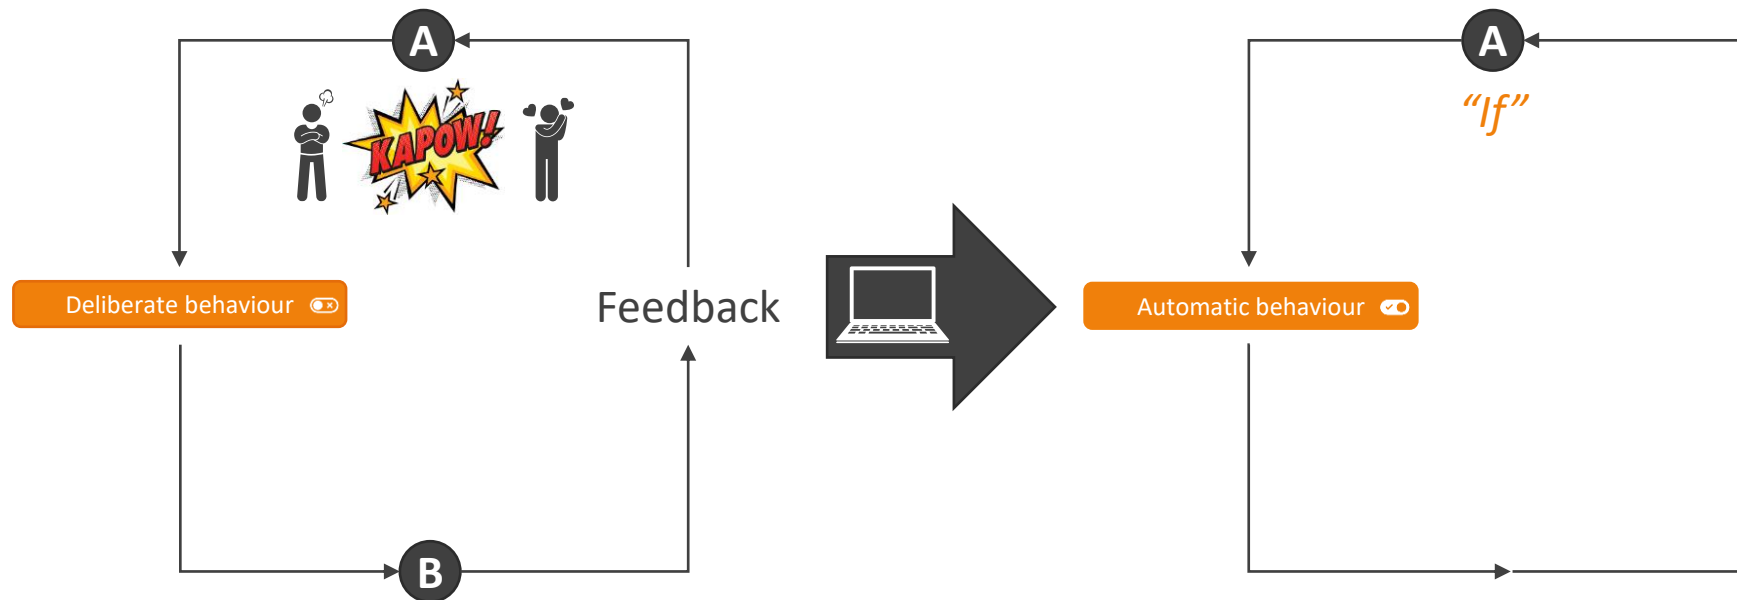 A
KAPOW!
Deliberate behaviour
Feedback
B
A
“If”
Automatic behaviour